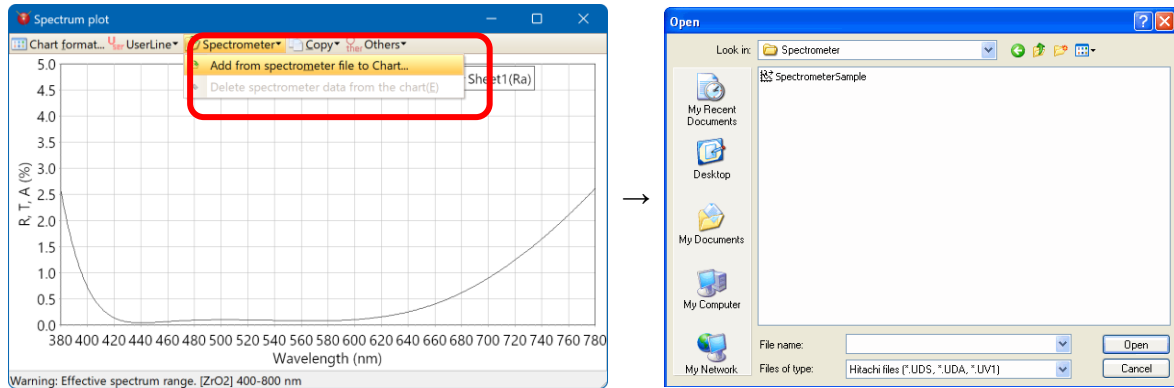 Spectrum plot
Chart format... User UserLine Spectrometer Copy Other Others
Add from spectrometer file to Chart...
Delete spectrometer data from the chart(E)
Sheet1(Ra)
5.0
4.5
4.0
3.5
3.0
2.5
2.0
1.5
1.0
0.5
0.0
R, T, A (%)
380 400 420 440 460 480 500 520 540 560 580 600 620 640 660 680 700 720 740 760 780
Wavelength (nm)
Warning: Effective spectrum range. [ZrO2] 400-800 nm
→
Open
Look in: Spectrometer
SpectrometerSample
My Recent
Documents
Desktop
My Documents
My Computer
My Network
File name: Open
Files of type: Hitachi files (*.UDS, *.UDA, *.UV1) Cancel